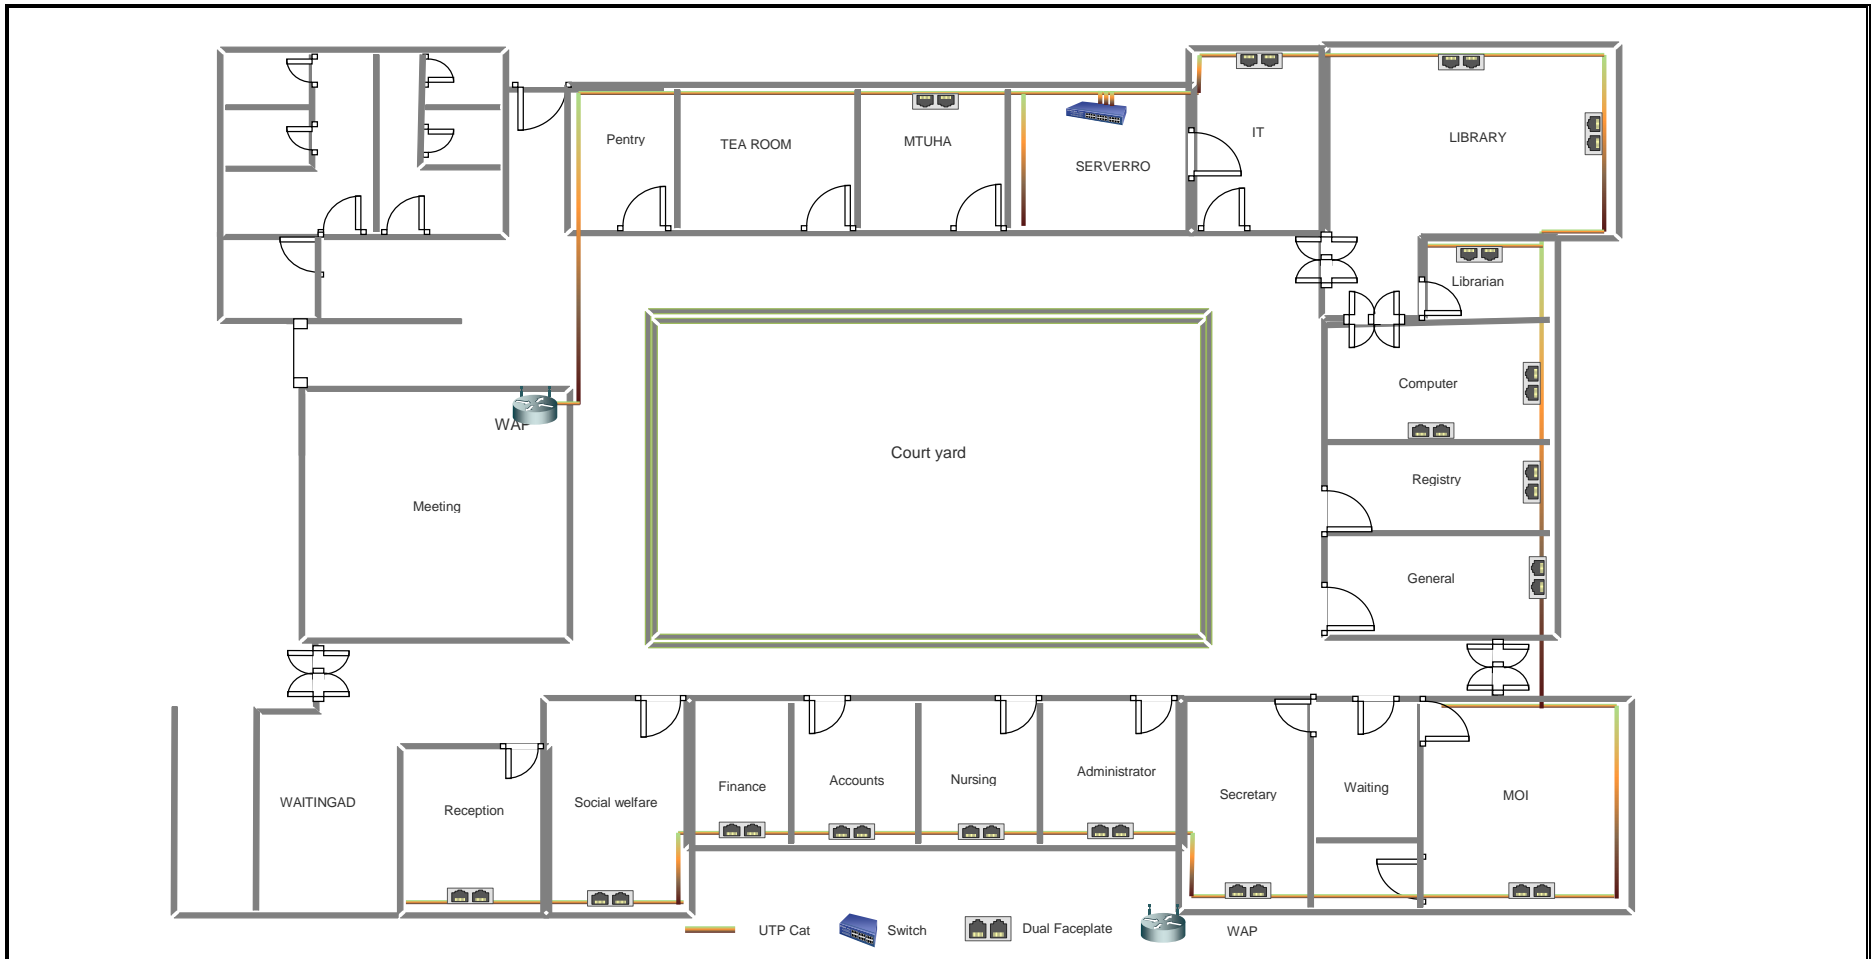 Pentry
TEA ROOM
MTUHA
SERVERRO
IT
LIBRARY
Librarian
Computer
WAP
Court yard
Registry
Meeting
General
WAITINGAD
Reception
Social welfare
Finance
Accounts
Nursing
Administrator
Secretary
Waiting
MOI
UTP Cat
Switch
Dual Faceplate
WAP